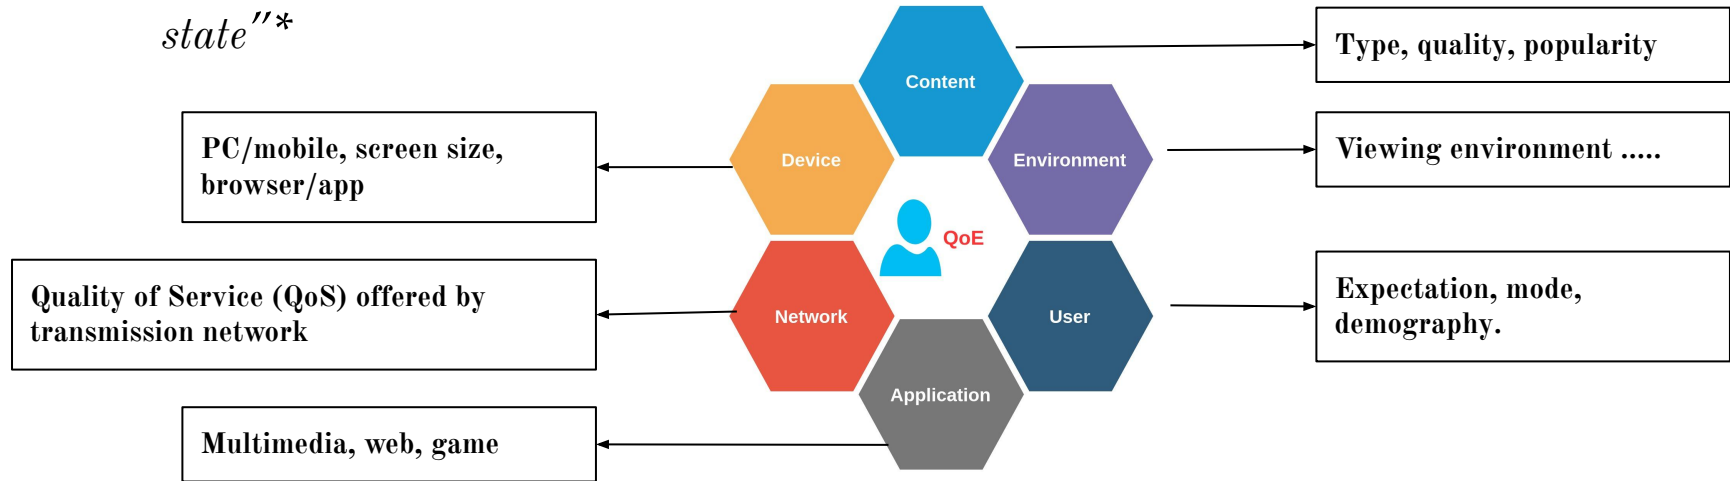 state"*
Content
Type, quality, popularity
PC/mobile, screen size,
browser/app
Device
Environment
Viewing environment .....
QoE
Quality of Service (QoS) offered by
transmission network
Network
User
Expectation, mode,
demography.
Application
Multimedia, web, game